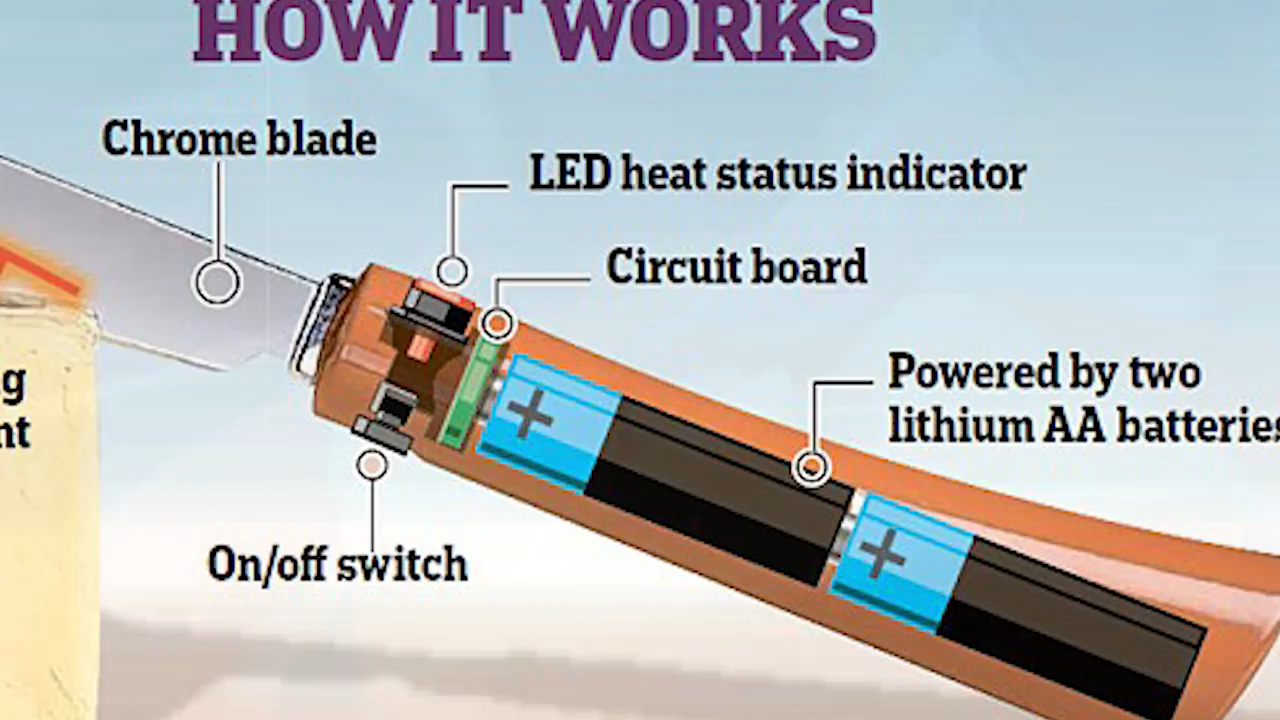 HOW IT WORKS
Chrome blade
LED heat status indicator
Circuit board
Powered by two
lithium AA batteries
On/off switch